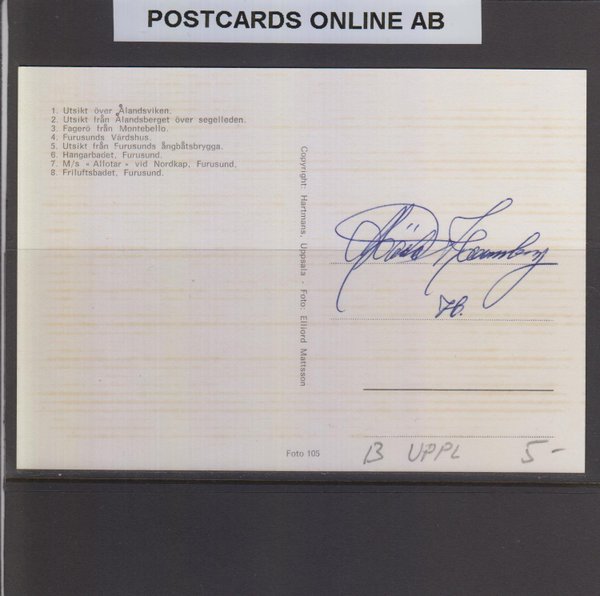 POSTCARDS ONLINE AB
1. Utsikt över Ålandsviken.
2. Utsikt från Ålandsberget över segelleden.
3. Fagerö från Montebello.
4. Furusunds Värdshus.
5. Utsikt från Furusunds ångbåtsbrygga.
6. Hangarbadet, Furusund.
7. M/s «Allotar» vid Nordkap, Furusund.
8. Friluftsbadet, Furusund.
Copyright: Hartmans, Uppsala - Foto: Elliord Mattsson
Foto 105
B UPPL 5-